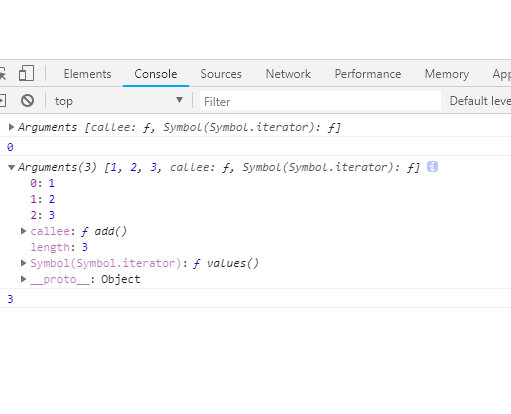 Elements Console Sources Network Performance Memory App
top Filter Default leve
Arguments [callee: ƒ, Symbol(Symbol.iterator): ƒ]
0
Arguments(3) [1, 2, 3, callee: ƒ, Symbol(Symbol.iterator): ƒ] i
0: 1
1: 2
2: 3
callee: ƒ add()
length: 3
Symbol(Symbol.iterator): ƒ values()
__proto__: Object
3